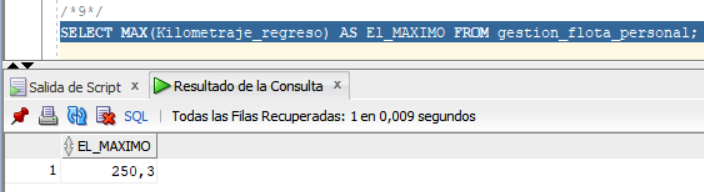 /*9*/
SELECT MAX(Kilometraje_regreso) AS El_MAXIMO FROM gestion_flota_personal;
Salida de Script x Resultado de la Consulta x
SQL | Todas las Filas Recuperadas: 1 en 0,009 segundos
EL_MAXIMO
1 250,3